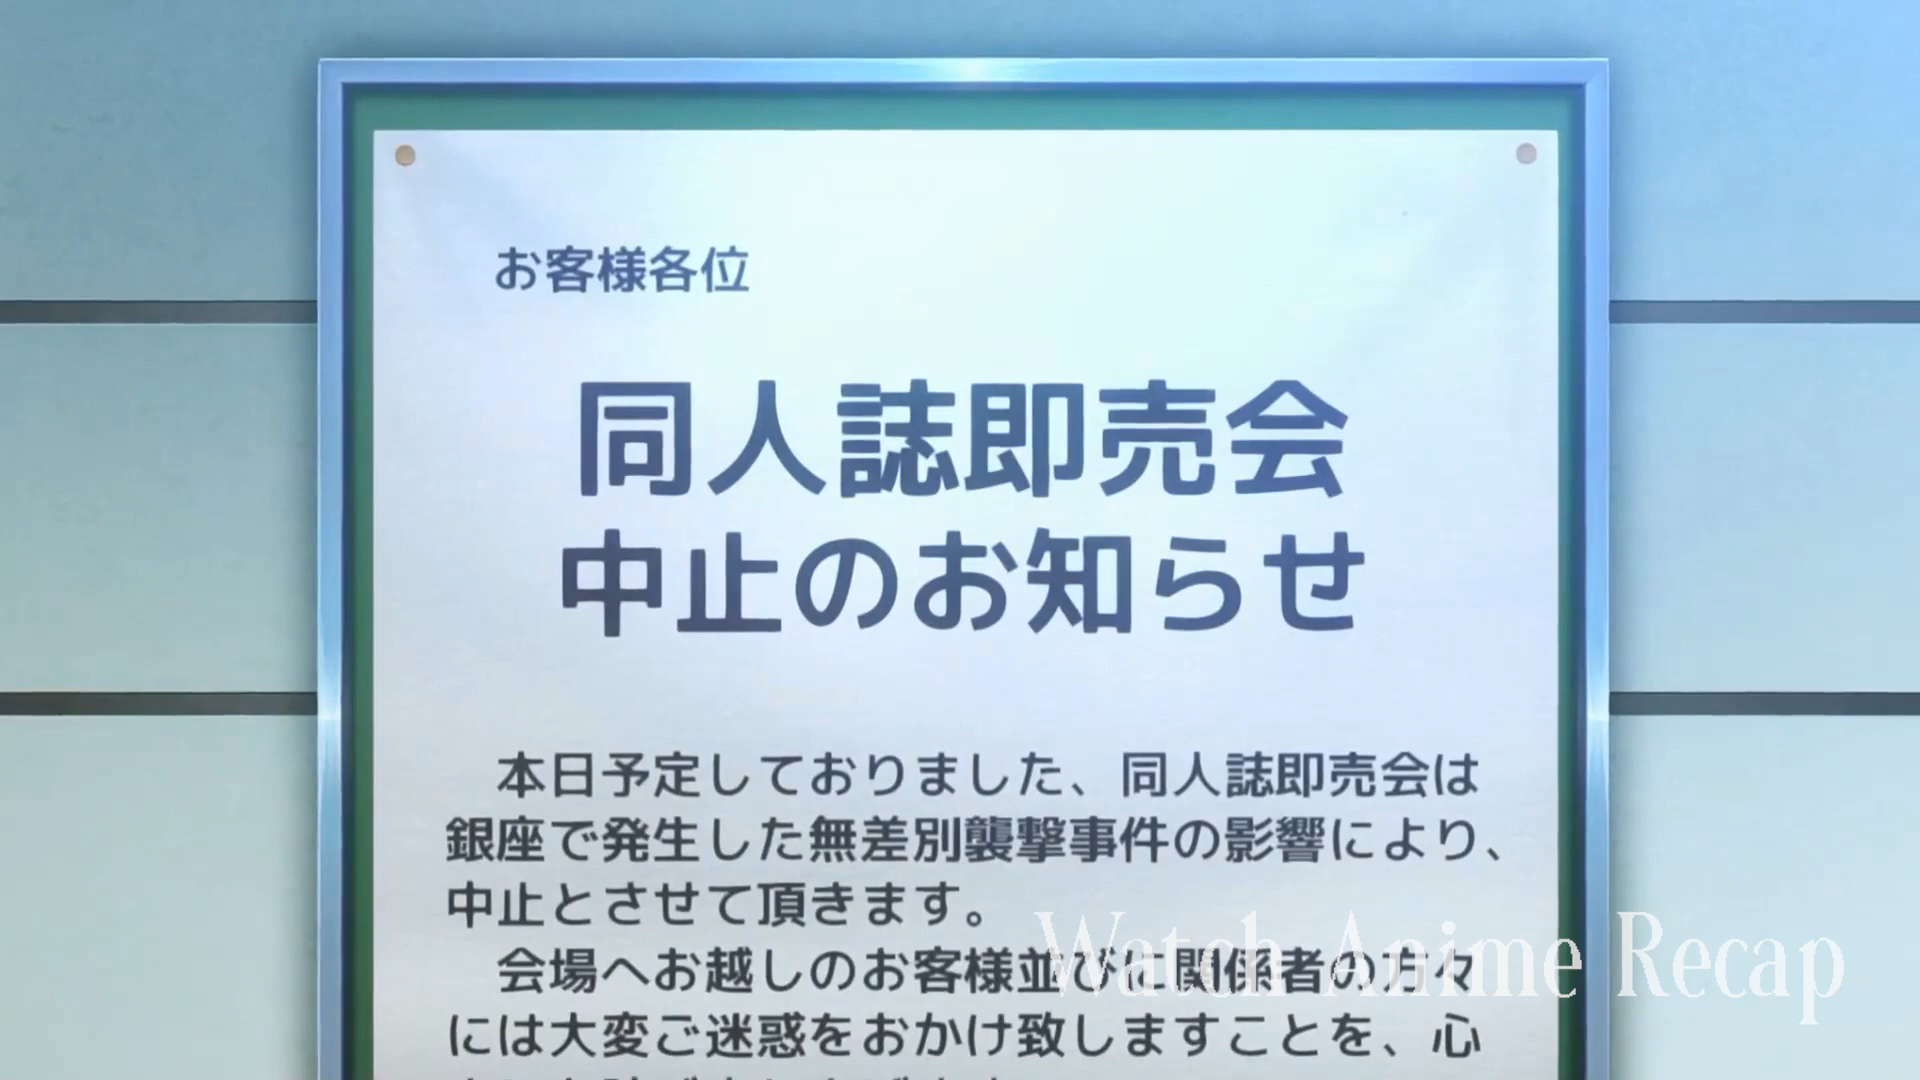 お客様各位
同人誌即売会
中止のお知らせ
本日予定しておりました、同人誌即売会は
銀座で発生した無差別襲撃事件の影響により、
中止とさせて頂きます。
会場へお越しのお客様並びに関係者の方々
には大変ご迷惑をおかけ致しますことを、心
Watch Anime Recap